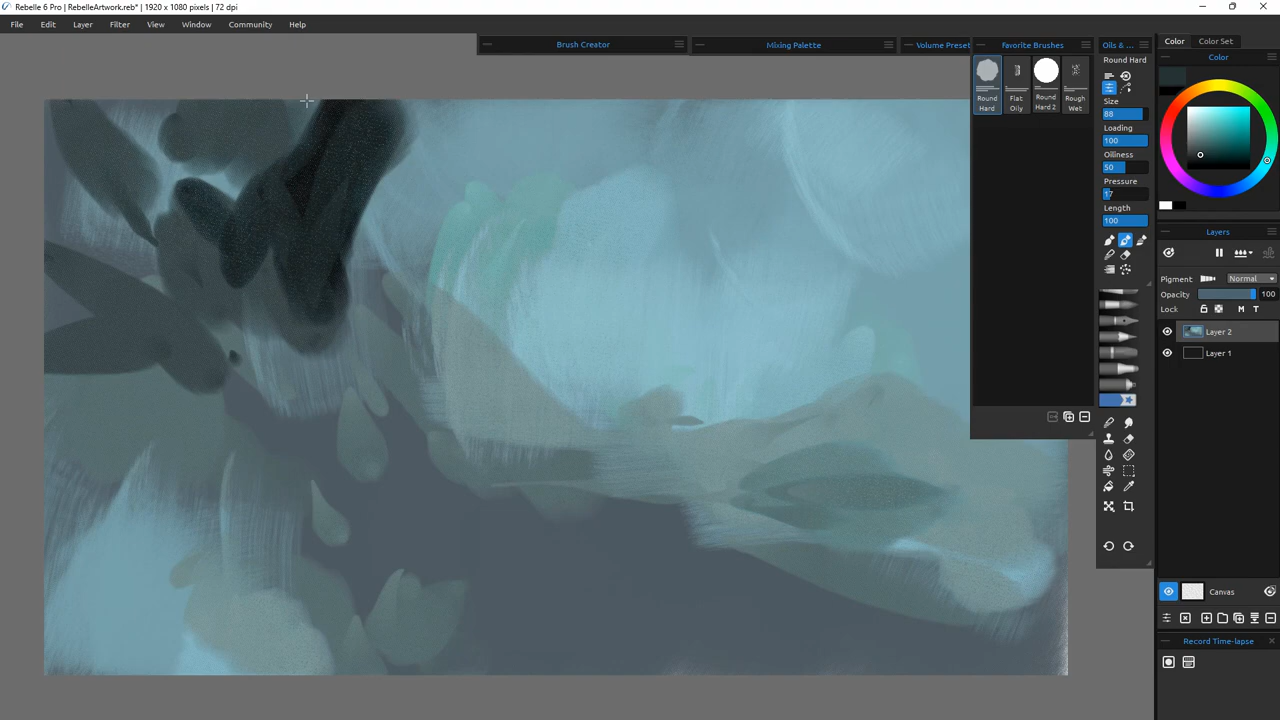 Rebelle 6 Pro | RebelleArtwork.reb* | 1920 x 1080 pixels | 72 dpi
File Edit Layer Filter View Window Community Help
Brush Creator
Mixing Palette
Volume Preset
Favorite Brushes
Round Hard
Flat Oily
Round Hard 2
Rough Wet
Oils & ...
Round Hard
Size
88
Loading
100
Oiliness
50
Pressure
17
Length
100
Color Color Set
Color
Layers
Pigment Normal
Opacity 100
Lock M T
Layer 2
Layer 1
Canvas
Record Time-lapse